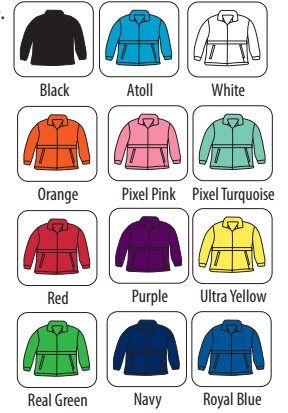 Black Atoll White
Orange Pixel Pink Pixel Turquoise
Red Purple Ultra Yellow
Real Green Navy Royal Blue